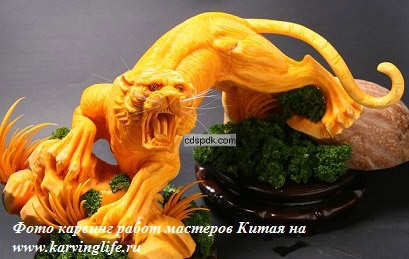 cdspdk.com
Фото карвинг работ мастеров Китая на
www.karvinglife.ru